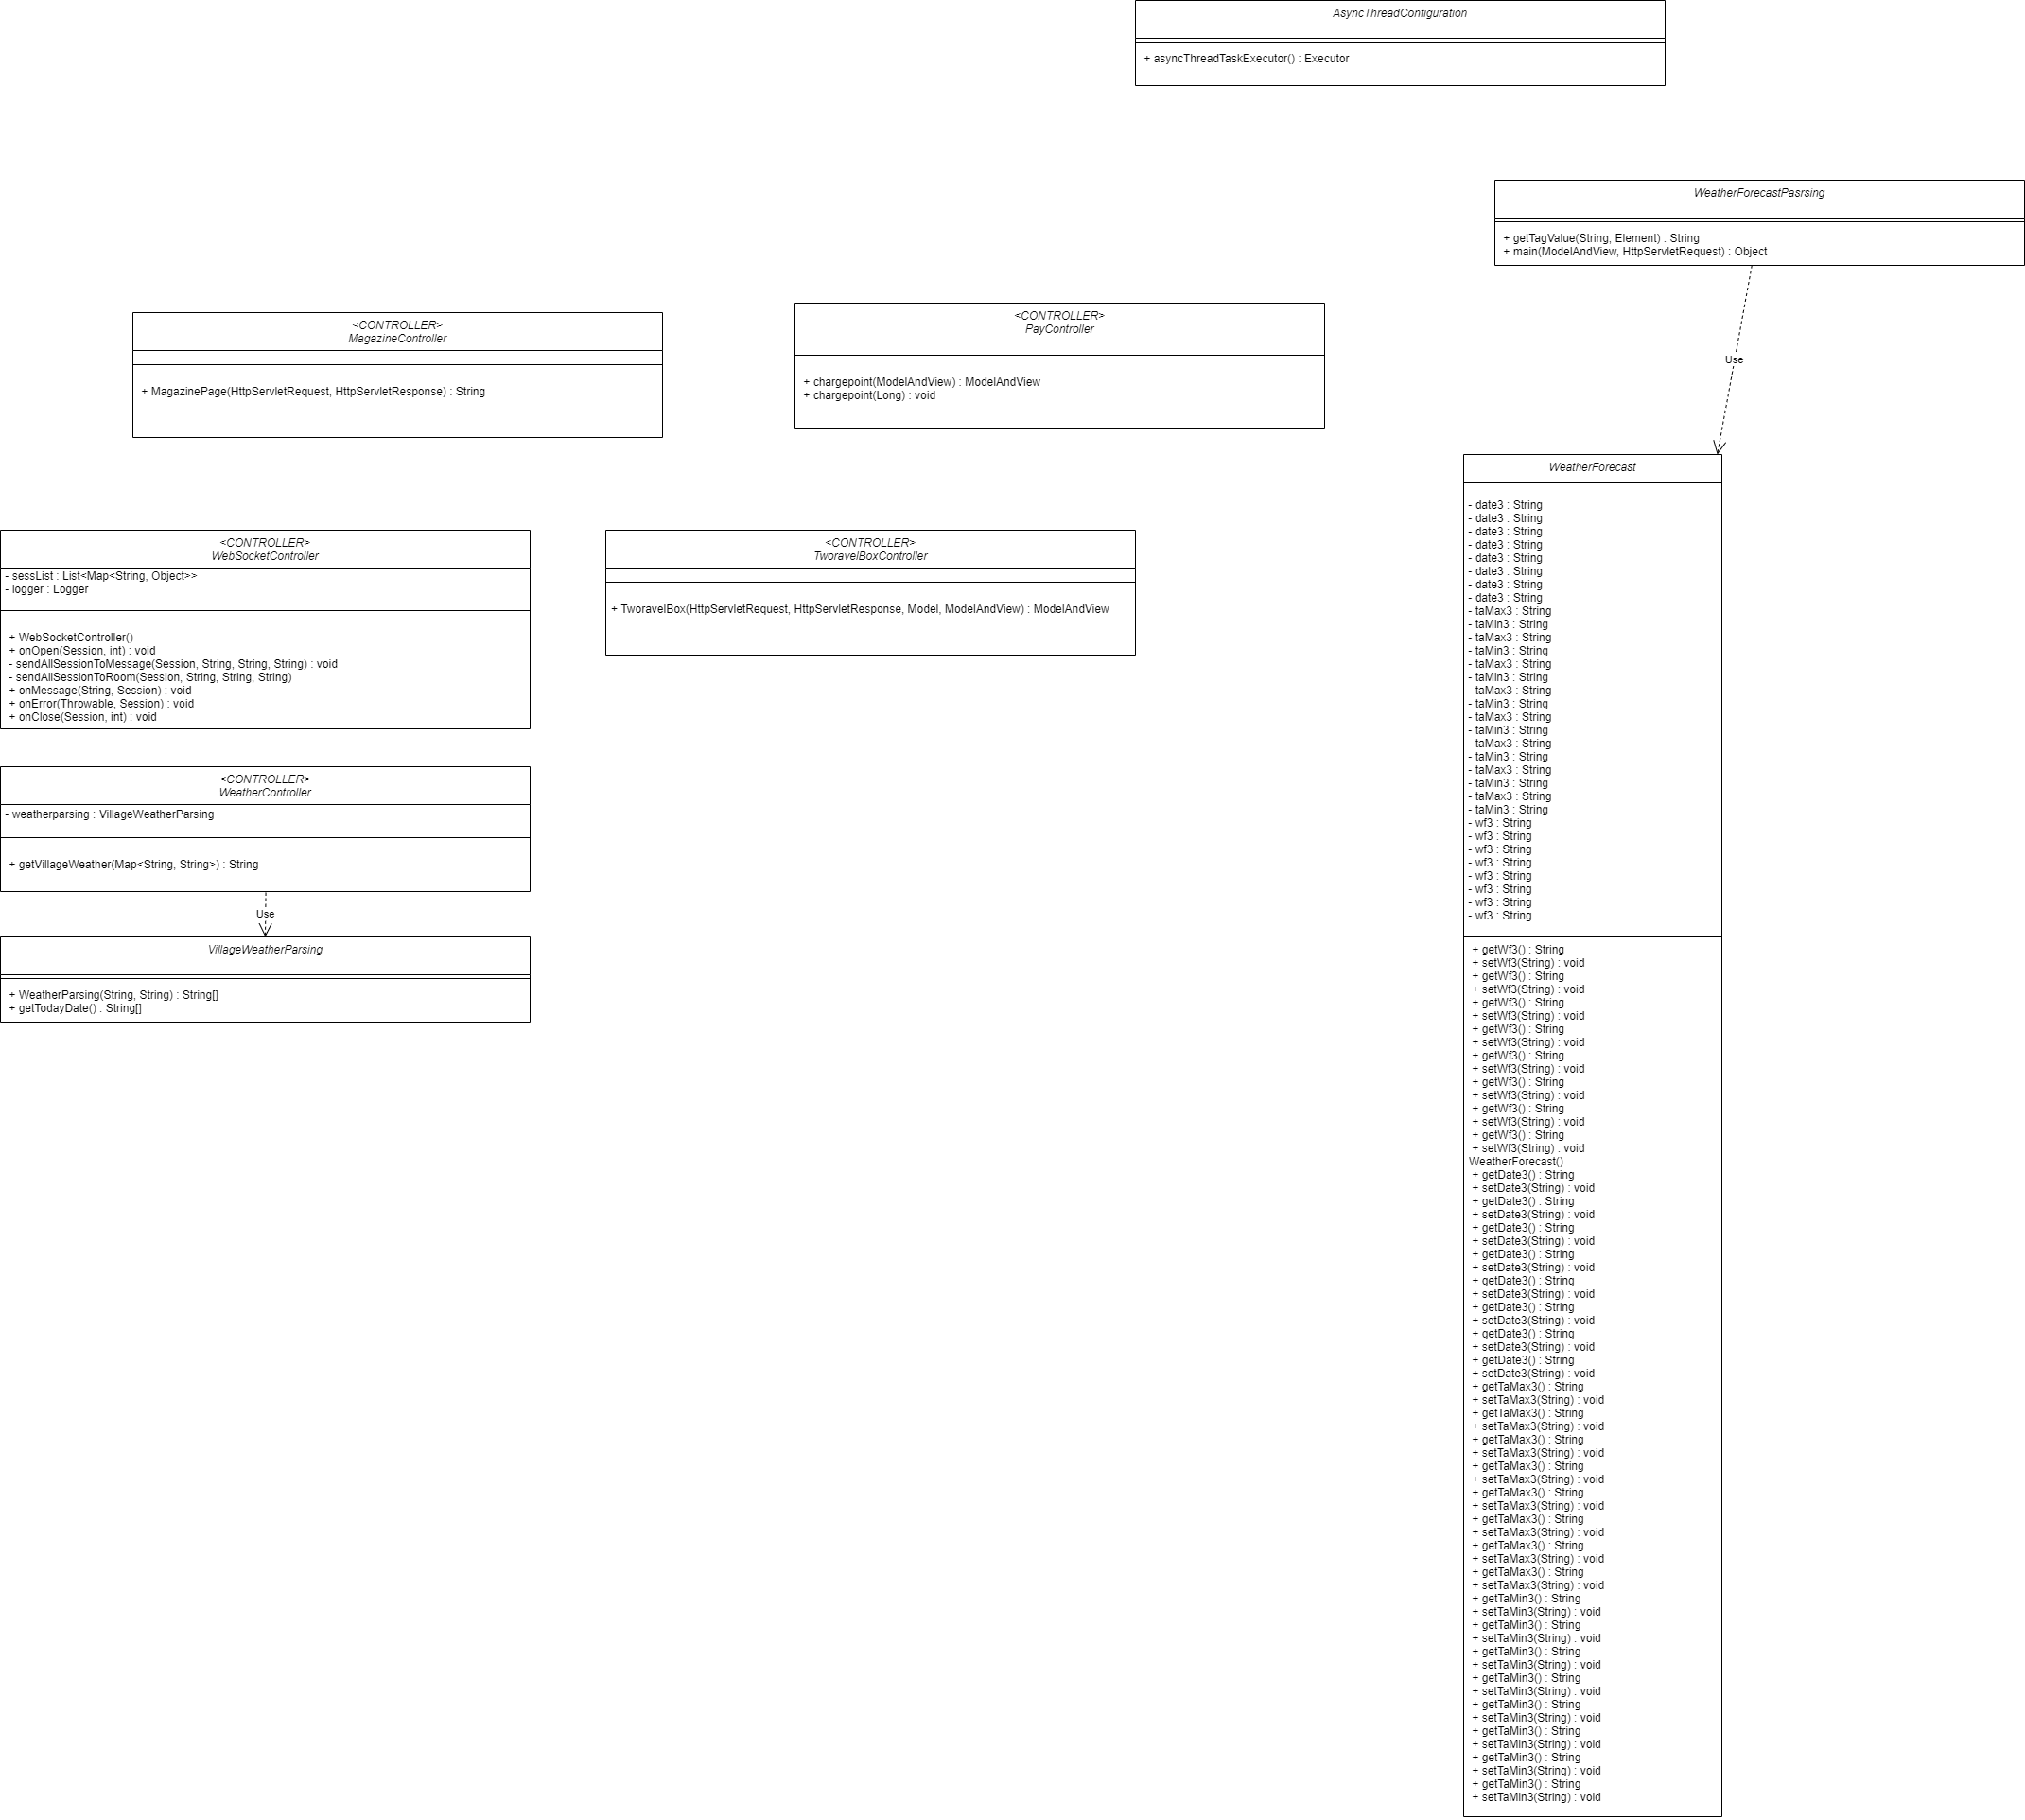 AsyncThreadConfiguration
+ asyncThreadTaskExecutor() : Executor
WeatherForecastPasrsing
+ getTagValue(String, Element) : String
+ main(ModelAndView, HttpServletRequest) : Object
Use
<CONTROLLER>
MagazineController
+ MagazinePage(HttpServletRequest, HttpServletResponse) : String
<CONTROLLER>
PayController
+ chargepoint(ModelAndView) : ModelAndView
+ chargepoint(Long) : void
<CONTROLLER>
WebSocketController
- sessList : List<Map<String, Object>>
- logger : Logger
+ WebSocketController()
+ onOpen(Session, int) : void
- sendAllSessionToMessage(Session, String, String, String) : void
- sendAllSessionToRoom(Session, String, String, String)
+ onMessage(String, Session) : void
+ onError(Throwable, Session) : void
+ onClose(Session, int) : void
<CONTROLLER>
TworavelBoxController
+ TworavelBox(HttpServletRequest, HttpServletResponse, Model, ModelAndView) : ModelAndView
<CONTROLLER>
WeatherController
- weatherparsing : VillageWeatherParsing
+ getVillageWeather(Map<String, String>) : String
Use
VillageWeatherParsing
+ WeatherParsing(String, String) : String[]
+ getTodayDate() : String[]
WeatherForecast
- date3 : String
- date3 : String
- date3 : String
- date3 : String
- date3 : String
- date3 : String
- date3 : String
- date3 : String
- taMax3 : String
- taMin3 : String
- taMax3 : String
- taMin3 : String
- taMax3 : String
- taMin3 : String
- taMax3 : String
- taMin3 : String
- taMax3 : String
- taMin3 : String
- taMax3 : String
- taMin3 : String
- taMax3 : String
- taMin3 : String
- taMax3 : String
- taMin3 : String
- wf3 : String
- wf3 : String
- wf3 : String
- wf3 : String
- wf3 : String
- wf3 : String
- wf3 : String
- wf3 : String
+ getWf3() : String
+ setWf3(String) : void
+ getWf3() : String
+ setWf3(String) : void
+ getWf3() : String
+ setWf3(String) : void
+ getWf3() : String
+ setWf3(String) : void
+ getWf3() : String
+ setWf3(String) : void
+ getWf3() : String
+ setWf3(String) : void
+ getWf3() : String
+ setWf3(String) : void
+ getWf3() : String
+ setWf3(String) : void
WeatherForecast()
+ getDate3() : String
+ setDate3(String) : void
+ getDate3() : String
+ setDate3(String) : void
+ getDate3() : String
+ setDate3(String) : void
+ getDate3() : String
+ setDate3(String) : void
+ getDate3() : String
+ setDate3(String) : void
+ getDate3() : String
+ setDate3(String) : void
+ getDate3() : String
+ setDate3(String) : void
+ getDate3() : String
+ setDate3(String) : void
+ getTaMax3() : String
+ setTaMax3(String) : void
+ getTaMax3() : String
+ setTaMax3(String) : void
+ getTaMax3() : String
+ setTaMax3(String) : void
+ getTaMax3() : String
+ setTaMax3(String) : void
+ getTaMax3() : String
+ setTaMax3(String) : void
+ getTaMax3() : String
+ setTaMax3(String) : void
+ getTaMax3() : String
+ setTaMax3(String) : void
+ getTaMax3() : String
+ setTaMax3(String) : void
+ getTaMin3() : String
+ setTaMin3(String) : void
+ getTaMin3() : String
+ setTaMin3(String) : void
+ getTaMin3() : String
+ setTaMin3(String) : void
+ getTaMin3() : String
+ setTaMin3(String) : void
+ getTaMin3() : String
+ setTaMin3(String) : void
+ getTaMin3() : String
+ setTaMin3(String) : void
+ getTaMin3() : String
+ setTaMin3(String) : void
+ getTaMin3() : String
+ setTaMin3(String) : void